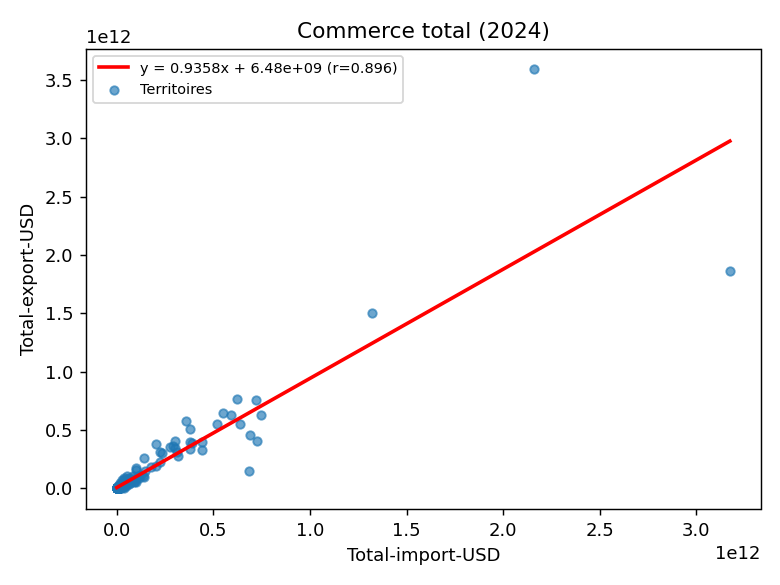 Commerce total (2024)
1e12
y = 0.9358x + 6.48e+09 (r=0.896)
Territoires
Total-export-USD
3.5
3.0
2.5
2.0
1.5
1.0
0.5
0.0
0.0 0.5 1.0 1.5 2.0 2.5 3.0
1e12
Total-import-USD